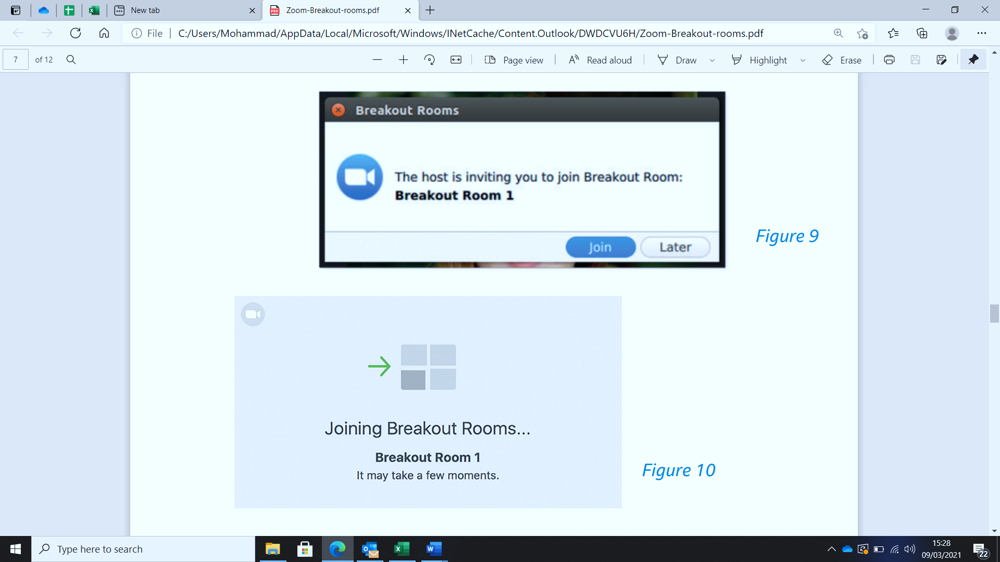 New tab
Zoom-Breakout-rooms.pdf
File
C:/Users/Mohammad/AppData/Local/Microsoft/Windows/INetCache/Content.Outlook/DWDCVU6H/Zoom-Breakout-rooms.pdf
7 of 12
Page view
Read aloud
Draw
Highlight
Erase
Breakout Rooms
The host is inviting you to join Breakout Room:
Breakout Room 1
Join
Later
Figure 9
Joining Breakout Rooms...
Breakout Room 1
It may take a few moments.
Figure 10
Type here to search
15:28
09/03/2021
22